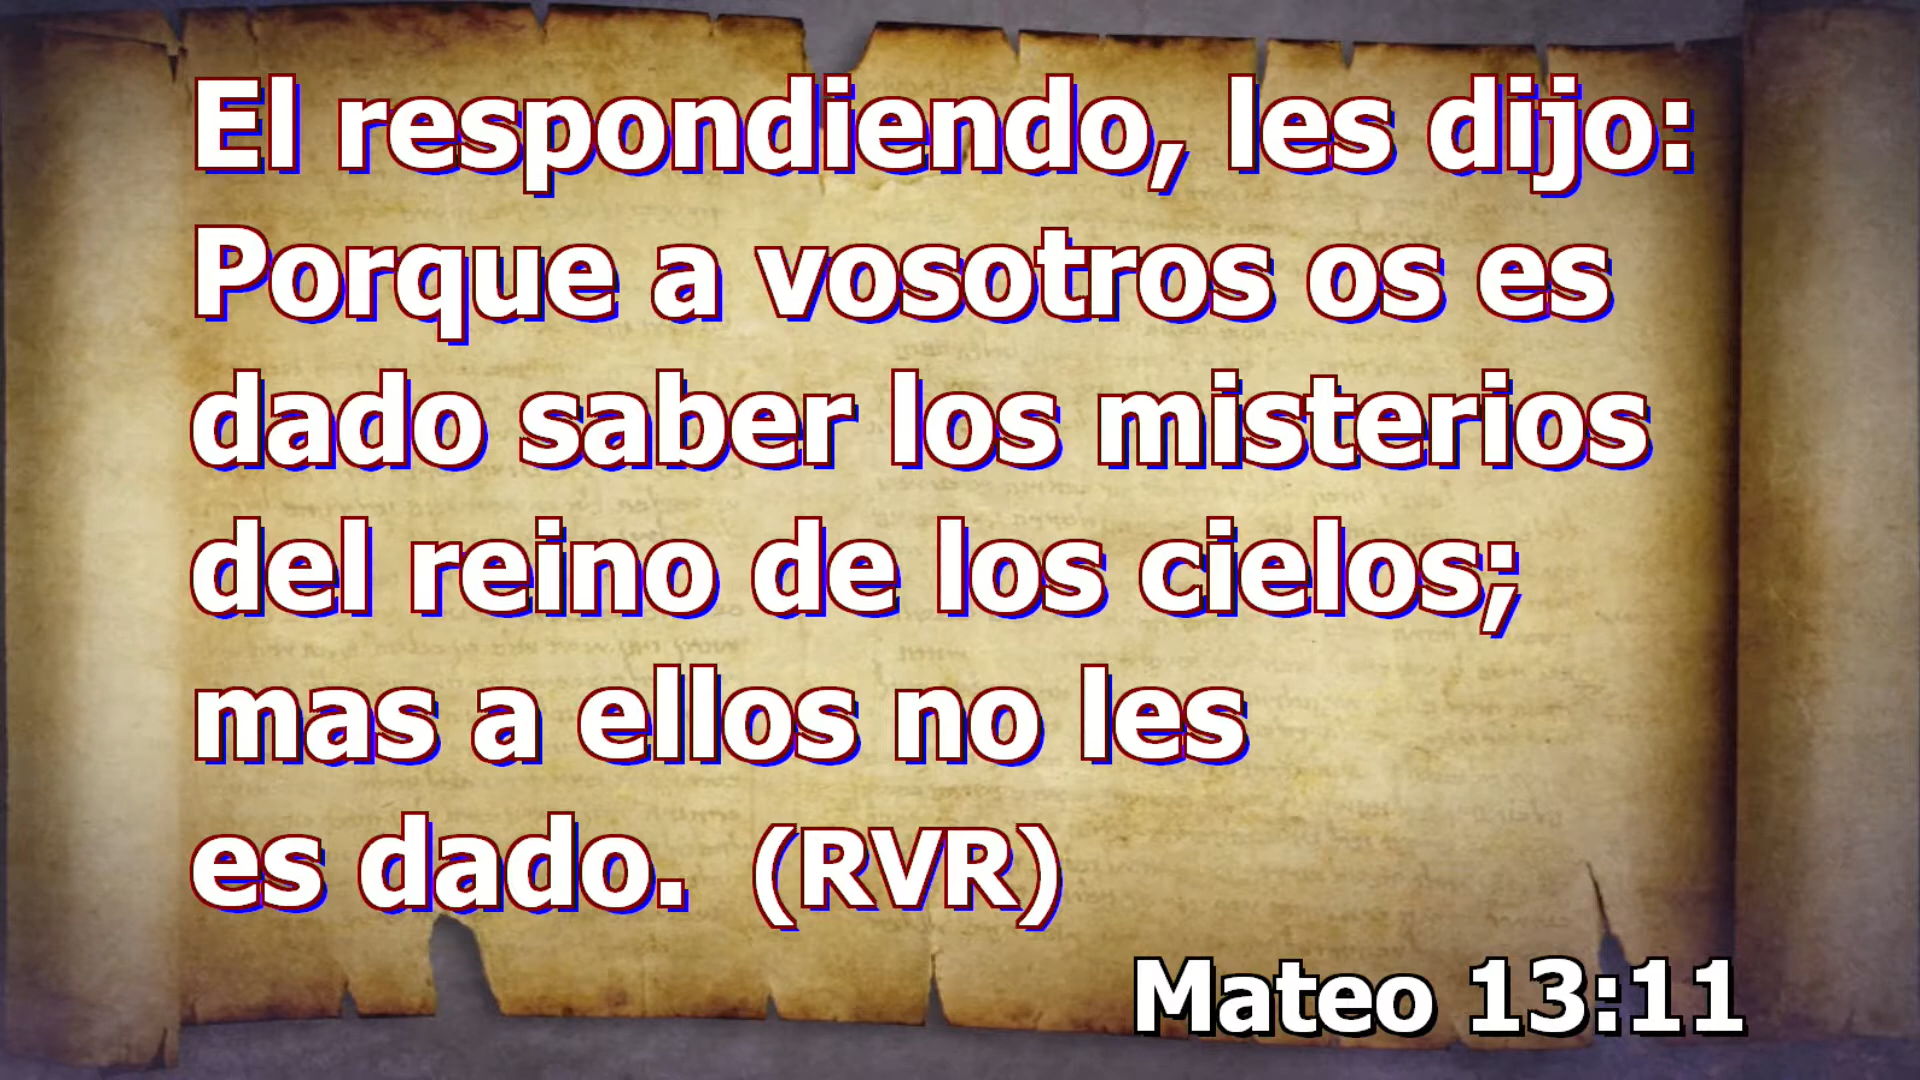 El respondiendo, les dijo:
Porque a vosotros os es
dado saber los misterios
del reino de los cielos;
mas a ellos no les
es dado. (RVR)
Mateo 13:11